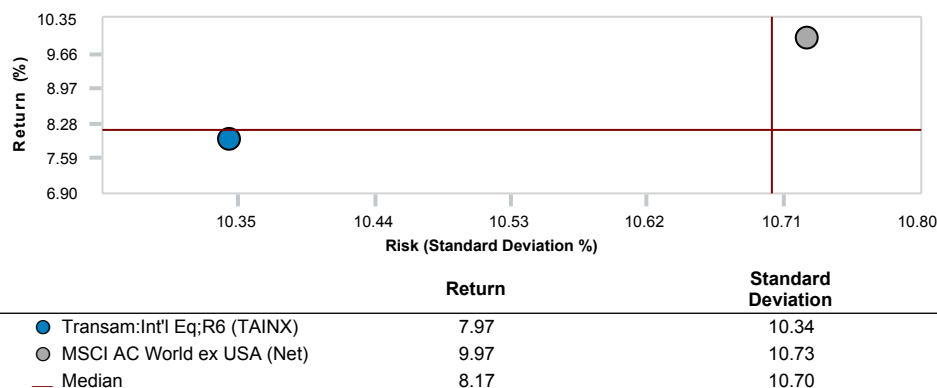 10.35
9.66
8.97
8.28
7.59
6.90
Return (%)
10.35 10.44 10.53 10.62 10.71 10.80
Risk (Standard Deviation %)
Return Standard Deviation
Transam:Int'l Eq;R6 (TAINX) 7.97 10.34
MSCI AC World ex USA (Net) 9.97 10.73
Median 8.17 10.70